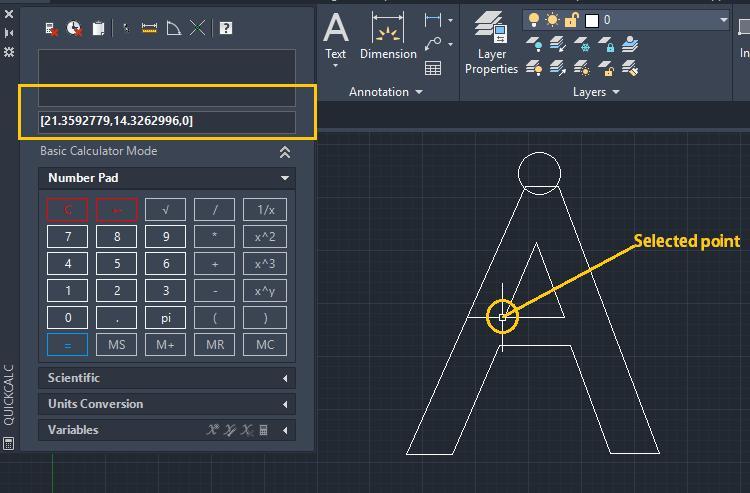 0
Text
Dimension
Layer
Properties
In
Annotation
Layers
[21.3592779,14.3262996,0]
Basic Calculator Mode
Number Pad
C
√ / 1/x
7 8 9 * x^2
4 5 6 + x^3
1 2 3 - x^y
0 . pi ( )
= MS M+ MR MC
Scientific
Units Conversion
Variables
QUICKCALC
Selected point